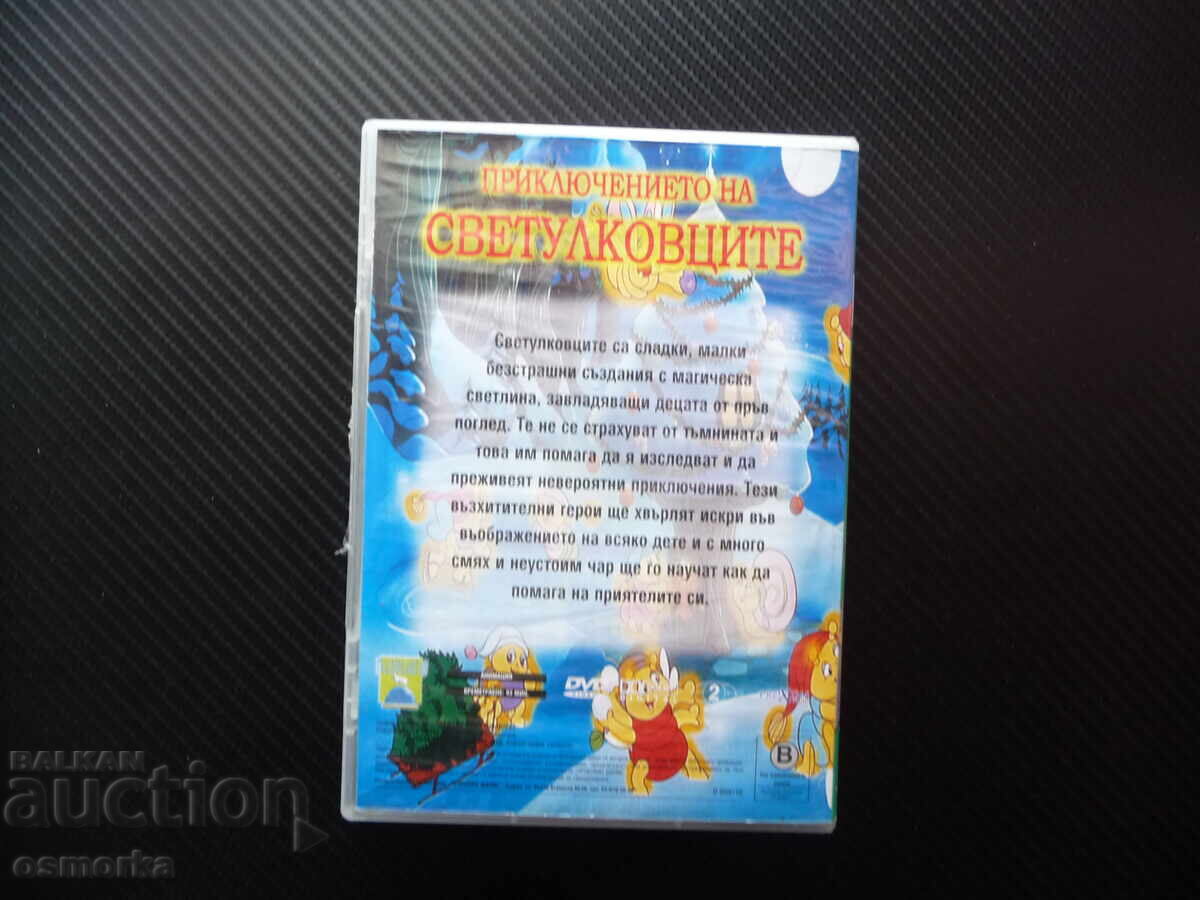 ПРИКЛЮЧЕНИЕТО НА
СВЕТУЛКОВЦИТЕ
Светулковците са сладки, малки
безстрашни създания с магическа
светлина, завладяващи децата от пръв
поглед. Те не се страхуват от тъмнината и
това им помага да я изследват и да
преживеят невероятни приключения. Тези
възхитителни герои ще хвърлят искри във
въображението на всяко дете и с много
смях и неустоим чар ще го научат как да
помага на приятелите си.
АНИМАЦИЯ
DVD
2
B
BALKAN
auction
osmorka